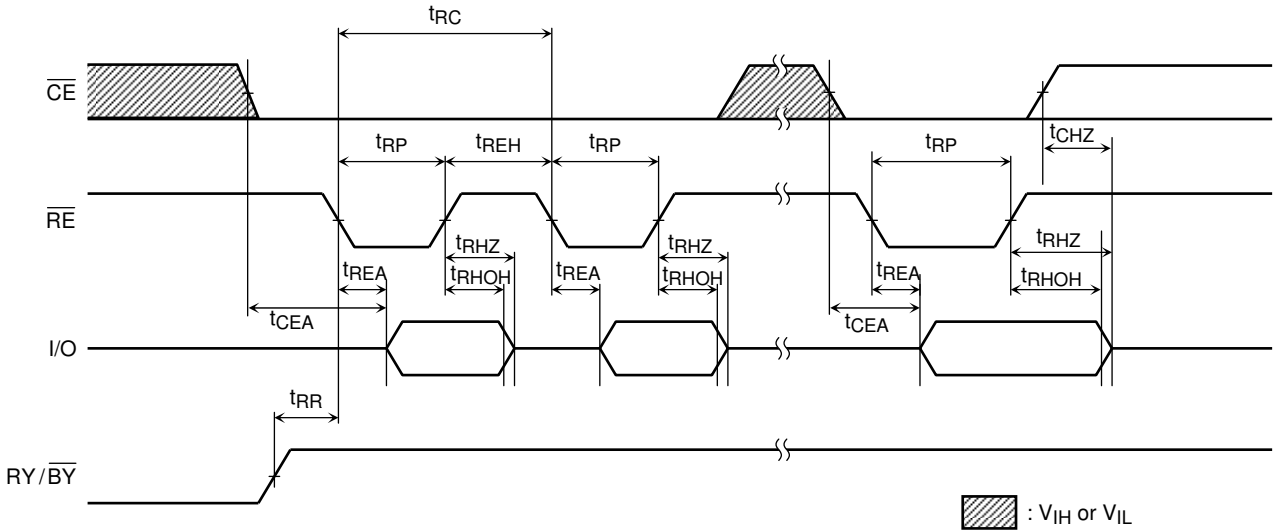 tRC
CE
tCHZ
tRP tREH tRP tRP
RE
tRHZ tRHZ tRHZ
tREA tRHOH tREA tRHOH tREA tRHOH
tCEA tCEA
I/O
tRR
RY/BY
: VIH or VIL